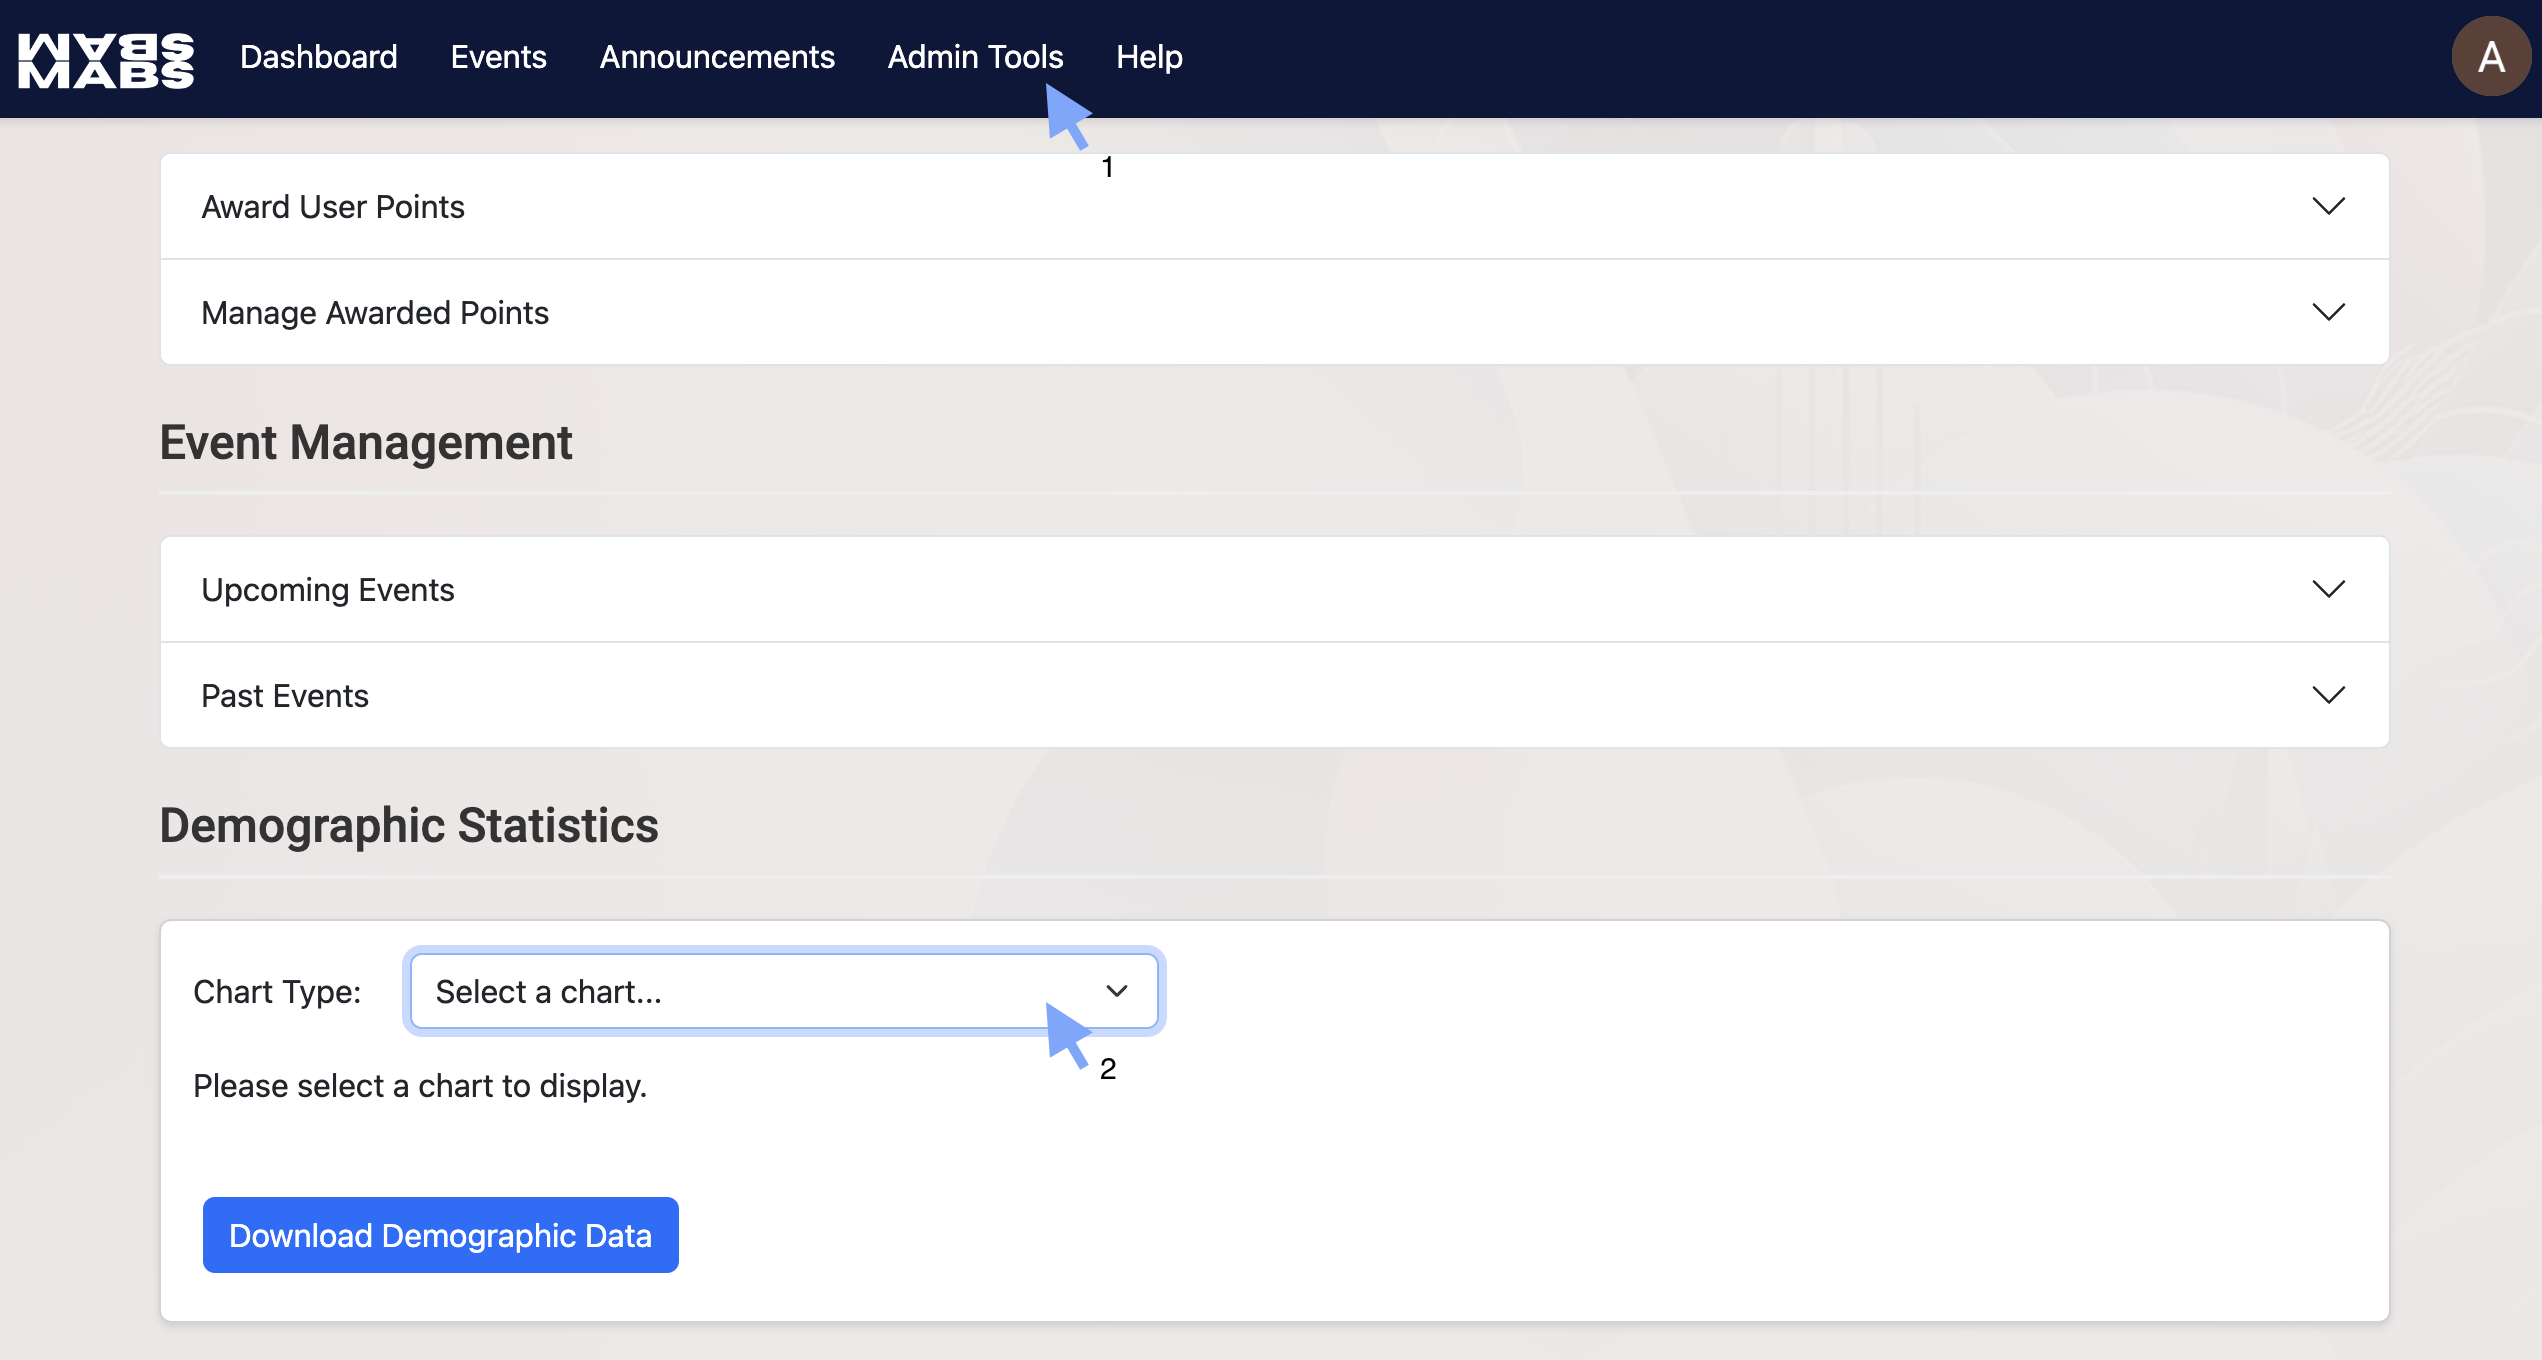 MABS
MABS
Dashboard Events Announcements Admin Tools Help
A
1
Award User Points
Manage Awarded Points
Event Management
Upcoming Events
Past Events
Demographic Statistics
Chart Type: Select a chart...
2
Please select a chart to display.
Download Demographic Data